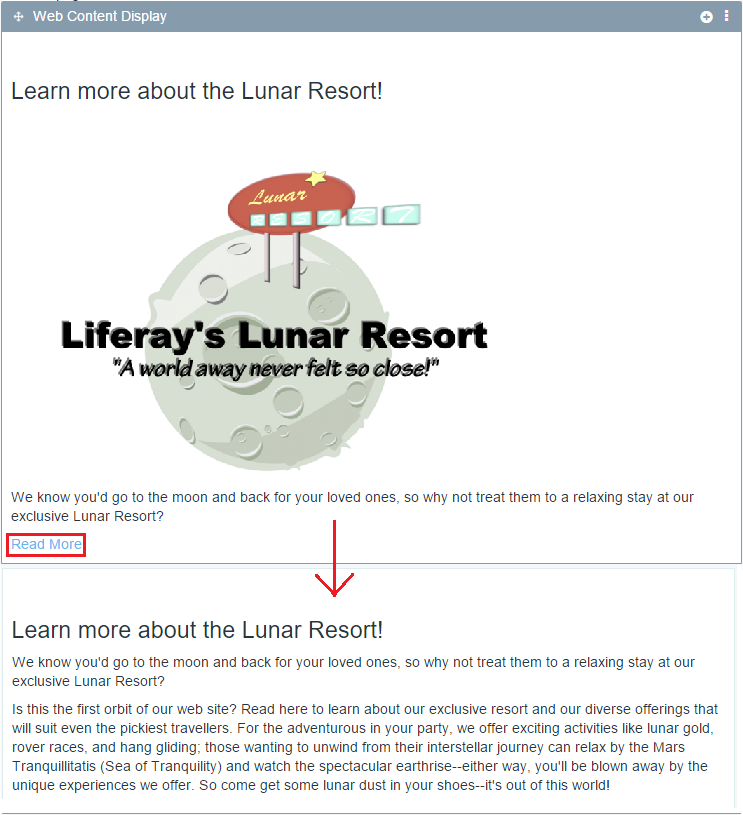 Web Content Display
Learn more about the Lunar Resort!
Lunar
RESORT
Liferay's Lunar Resort
"A world away never felt so close!"
We know you'd go to the moon and back for your loved ones, so why not treat them to a relaxing stay at our
exclusive Lunar Resort?
Read More
Learn more about the Lunar Resort!
We know you'd go to the moon and back for your loved ones, so why not treat them to a relaxing stay at our
exclusive Lunar Resort?
Is this the first orbit of our web site? Read here to learn about our exclusive resort and our diverse offerings that
will suit even the pickiest travellers. For the adventurous in your party, we offer exciting activities like lunar gold,
rover races, and hang gliding; those wanting to unwind from their interstellar journey can relax by the Mars
Tranquillitatis (Sea of Tranquility) and watch the spectacular earthrise--either way, you'll be blown away by the
unique experiences we offer. So come get some lunar dust in your shoes--it's out of this world!